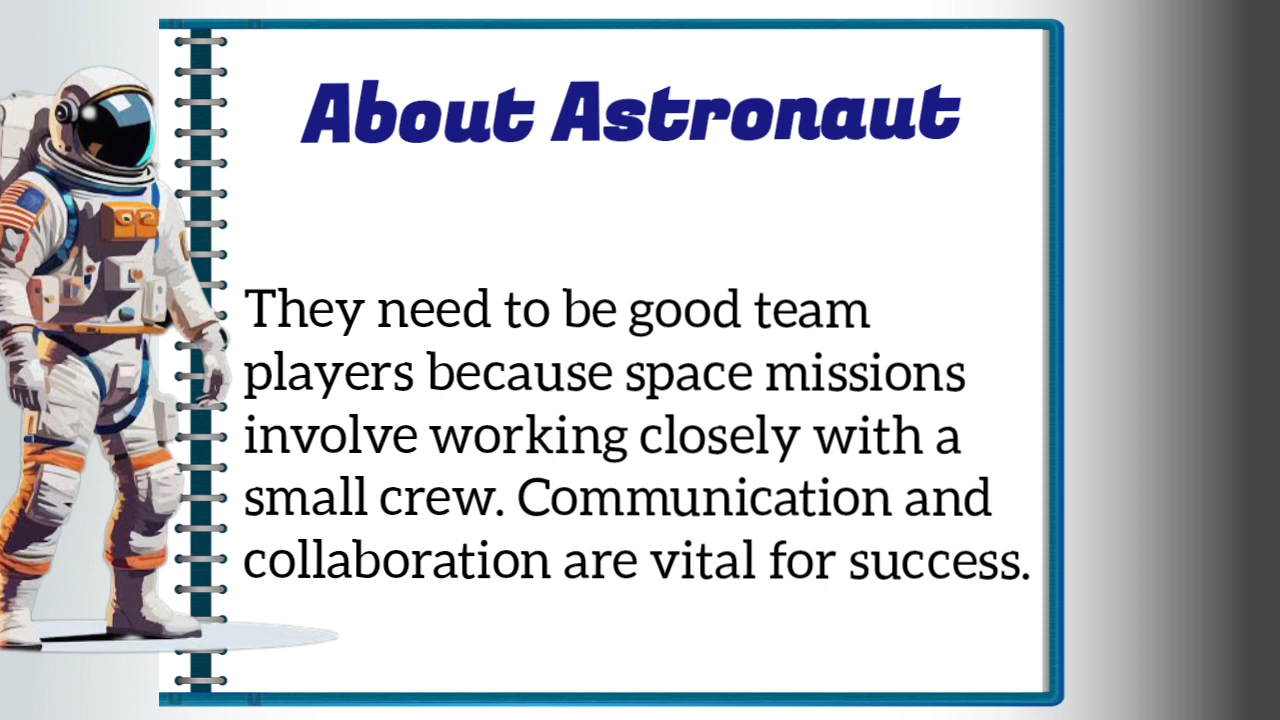 About Astronaut
They need to be good team
players because space missions
involve working closely with a
small crew. Communication and
collaboration are vital for success.